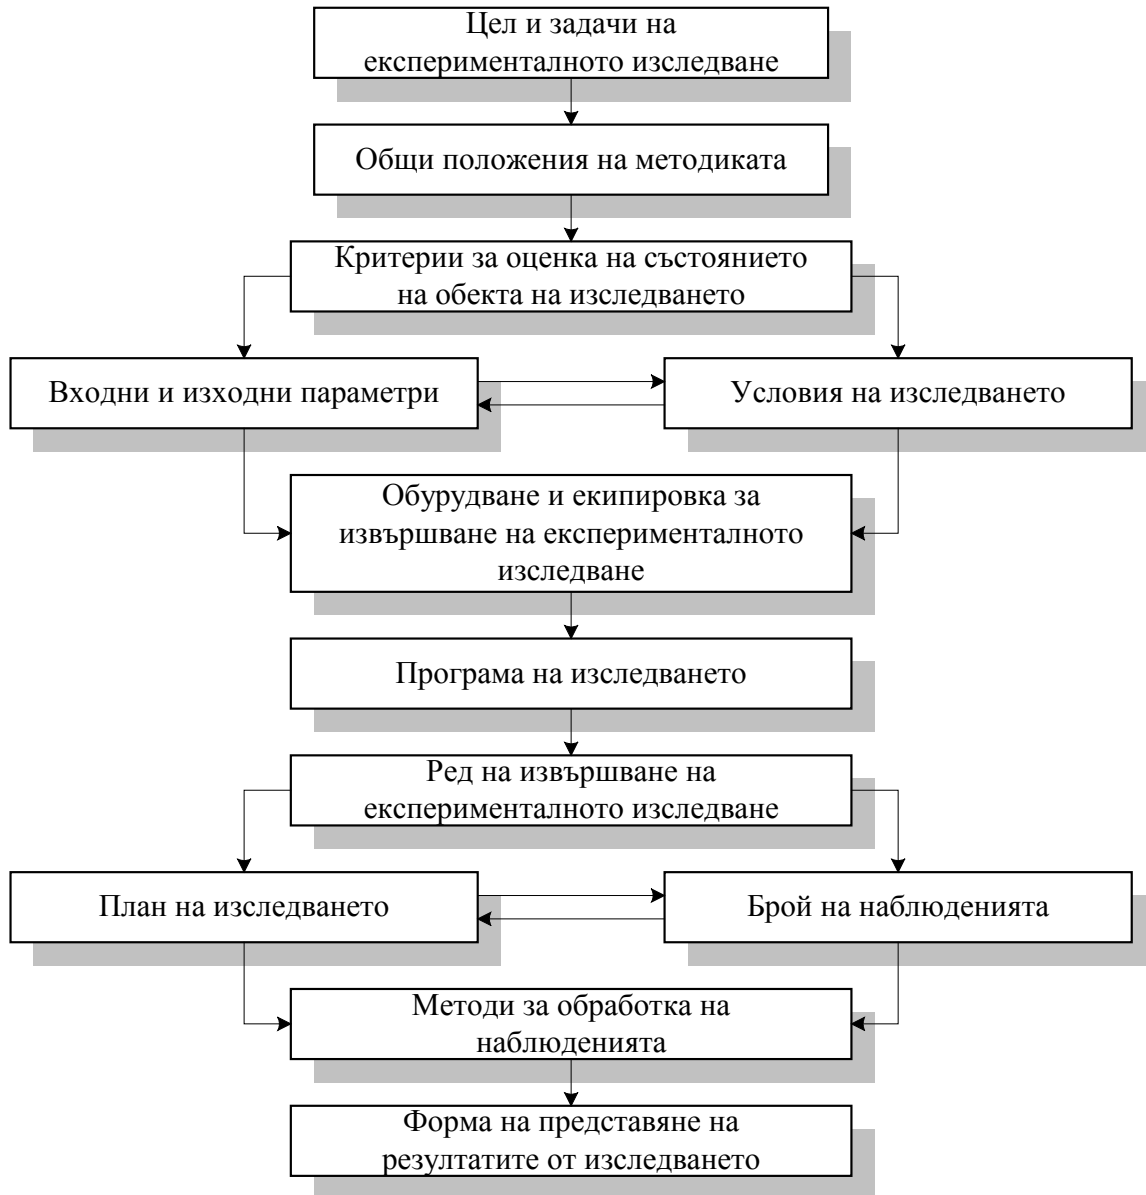 Цел и задачи на
експерименталното изследване
Общи положения на методиката
Критерии за оценка на състоянието
на обекта на изследването
Входни и изходни параметри
Условия на изследването
Обурудване и екипировка за
извършване на експерименталното
изследване
Програма на изследването
Ред на извършване на
експерименталното изследване
План на изследването
Брой на наблюденията
Методи за обработка на
наблюденията
Форма на представяне на
резултатите от изследването